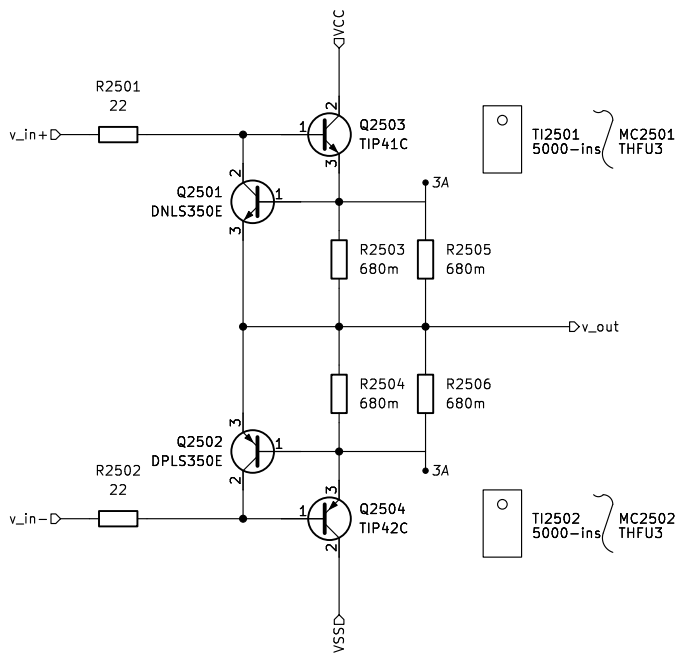 VCC
R2501
22
v_in+
2
1
Q2503
TIP41C
3
TI2501
5000-ins
MC2501
THFU3
3A
2
Q2501
DNLS350E
1
3
R2503
680m
R2505
680m
v_out
R2504
680m
R2506
680m
3
Q2502
DPLS350E
1
2
3A
R2502
22
v_in-
3
1
Q2504
TIP42C
2
TI2502
5000-ins
MC2502
THFU3
VSS